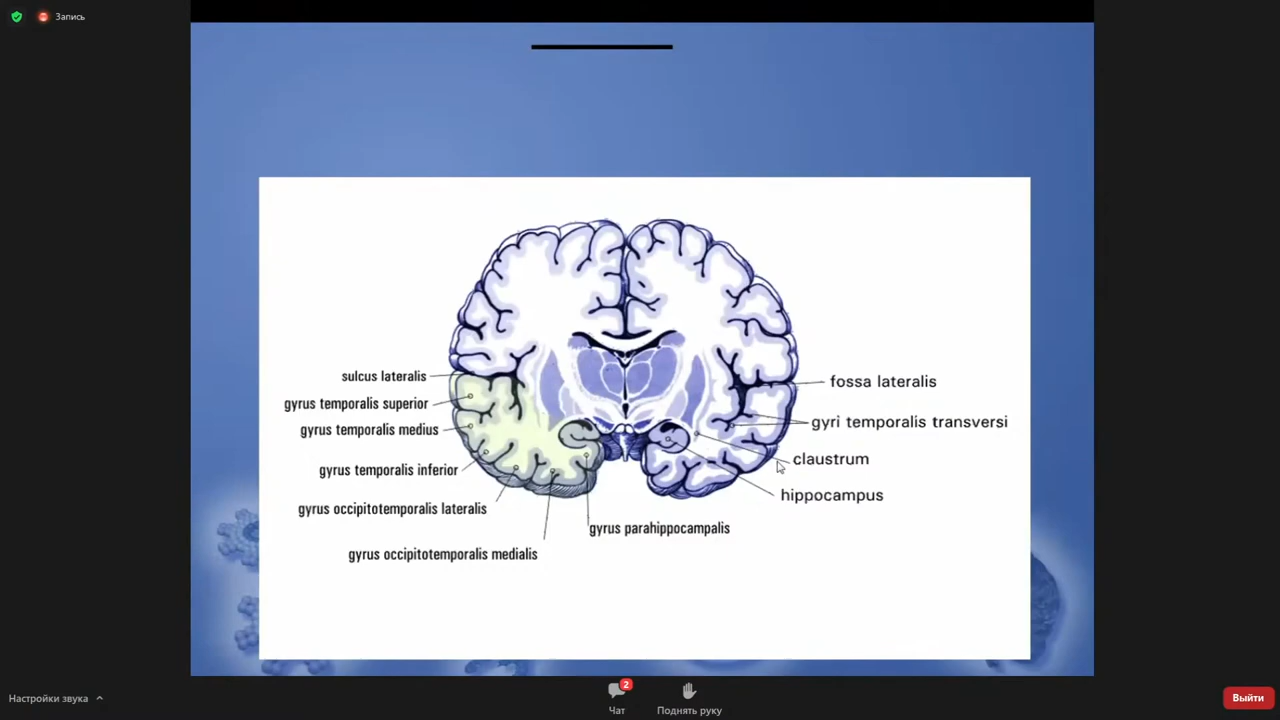 Запись
sulcus lateralis
gyrus temporalis superior
gyrus temporalis medius
gyrus temporalis inferior
gyrus occipitotemporalis lateralis
gyrus occipitotemporalis medialis
gyrus parahippocampalis
fossa lateralis
gyri temporalis transversi
claustrum
hippocampus
Настройки звука
2
Чат
Поднять руку
Выйти